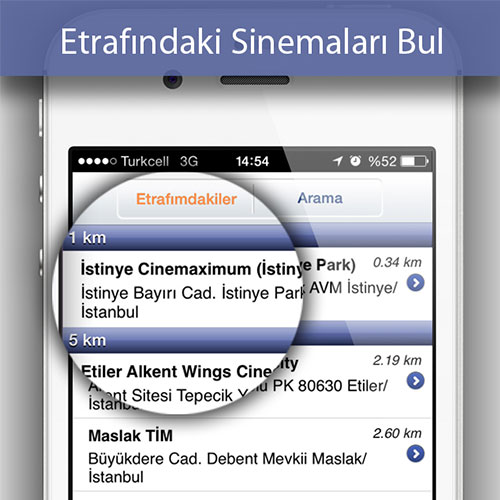 Etrafındaki Sinemaları Bul
Turkcell 3G 14:54 %52
Etrafımdakiler Arama
1 km
İstinye Cinemaximum (İstinye Park) 0.34 km
İstinye Bayırı Cad. İstinye Park AVM İstinye/
İstanbul
5 km
Etiler Alkent Wings Cinecity 2.19 km
Sitesi Tepecik PK 80630 Etiler/
İstanbul
Maslak TİM 2.60 km
Büyükdere Cad. Debent Mevkii Maslak/
İstanbul